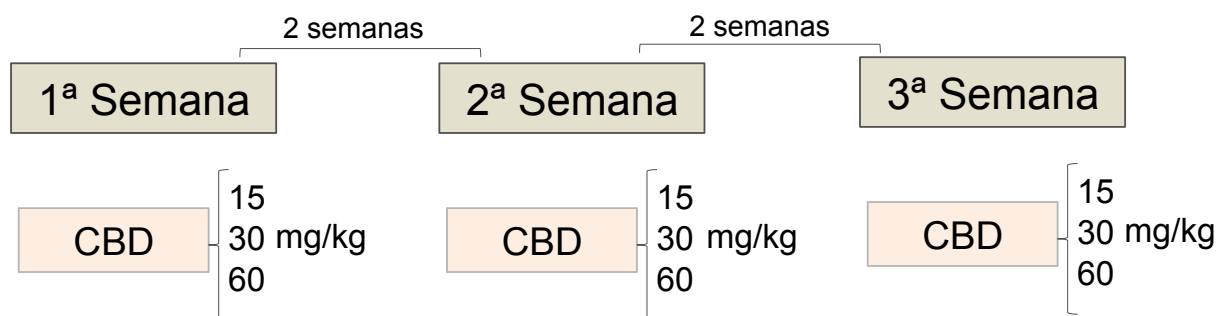 2 semanas
2 semanas
1ª Semana
2ª Semana
3ª Semana
CBD
15
30 mg/kg
60
CBD
15
30 mg/kg
60
CBD
15
30 mg/kg
60